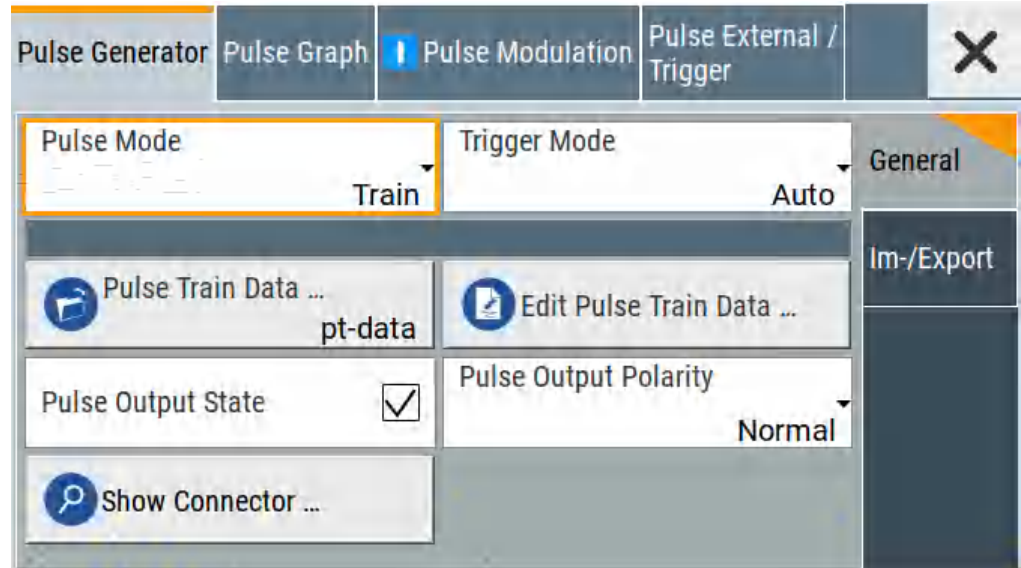 Pulse Generator
Pulse Graph
Pulse Modulation
Pulse External /
Trigger
Pulse Mode
Train
Trigger Mode
Auto
General
Im-/Export
Pulse Train Data ...
pt-data
Edit Pulse Train Data ...
Pulse Output State
Pulse Output Polarity
Normal
Show Connector ...